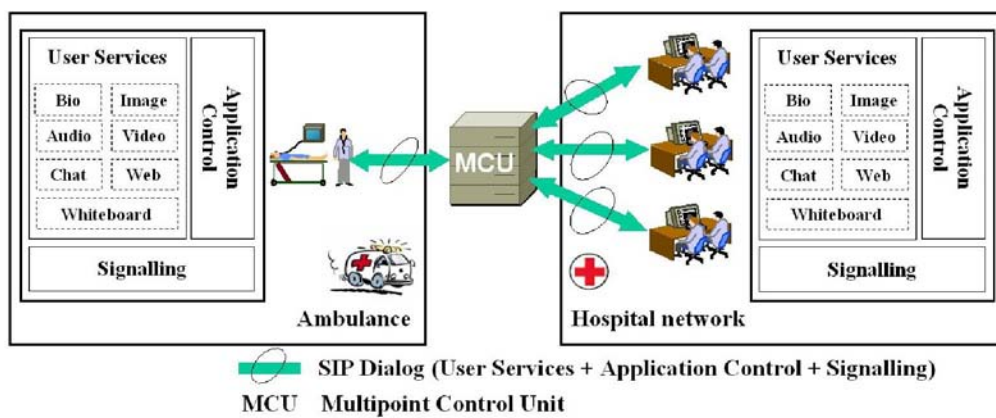 User Services
Bio
Image
Audio
Video
Chat
Web
Whiteboard
Application
Control
Signalling
Ambulance
MCU
Hospital network
User Services
Bio
Image
Audio
Video
Chat
Web
Whiteboard
Application
Control
Signalling
SIP Dialog (User Services + Application Control + Signalling)
MCU Multipoint Control Unit